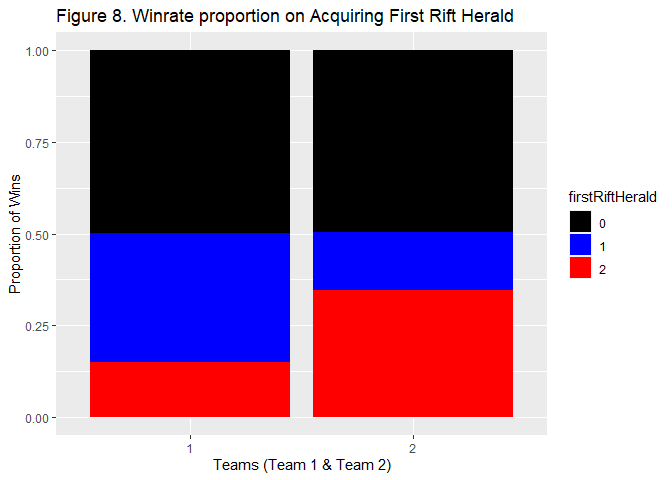 Figure 8. Winrate proportion on Acquiring First Rift Herald
1.00
0.75
0.50
0.25
0.00
Proportion of Wins
1
2
Teams (Team 1 & Team 2)
firstRiftHerald
0
1
2